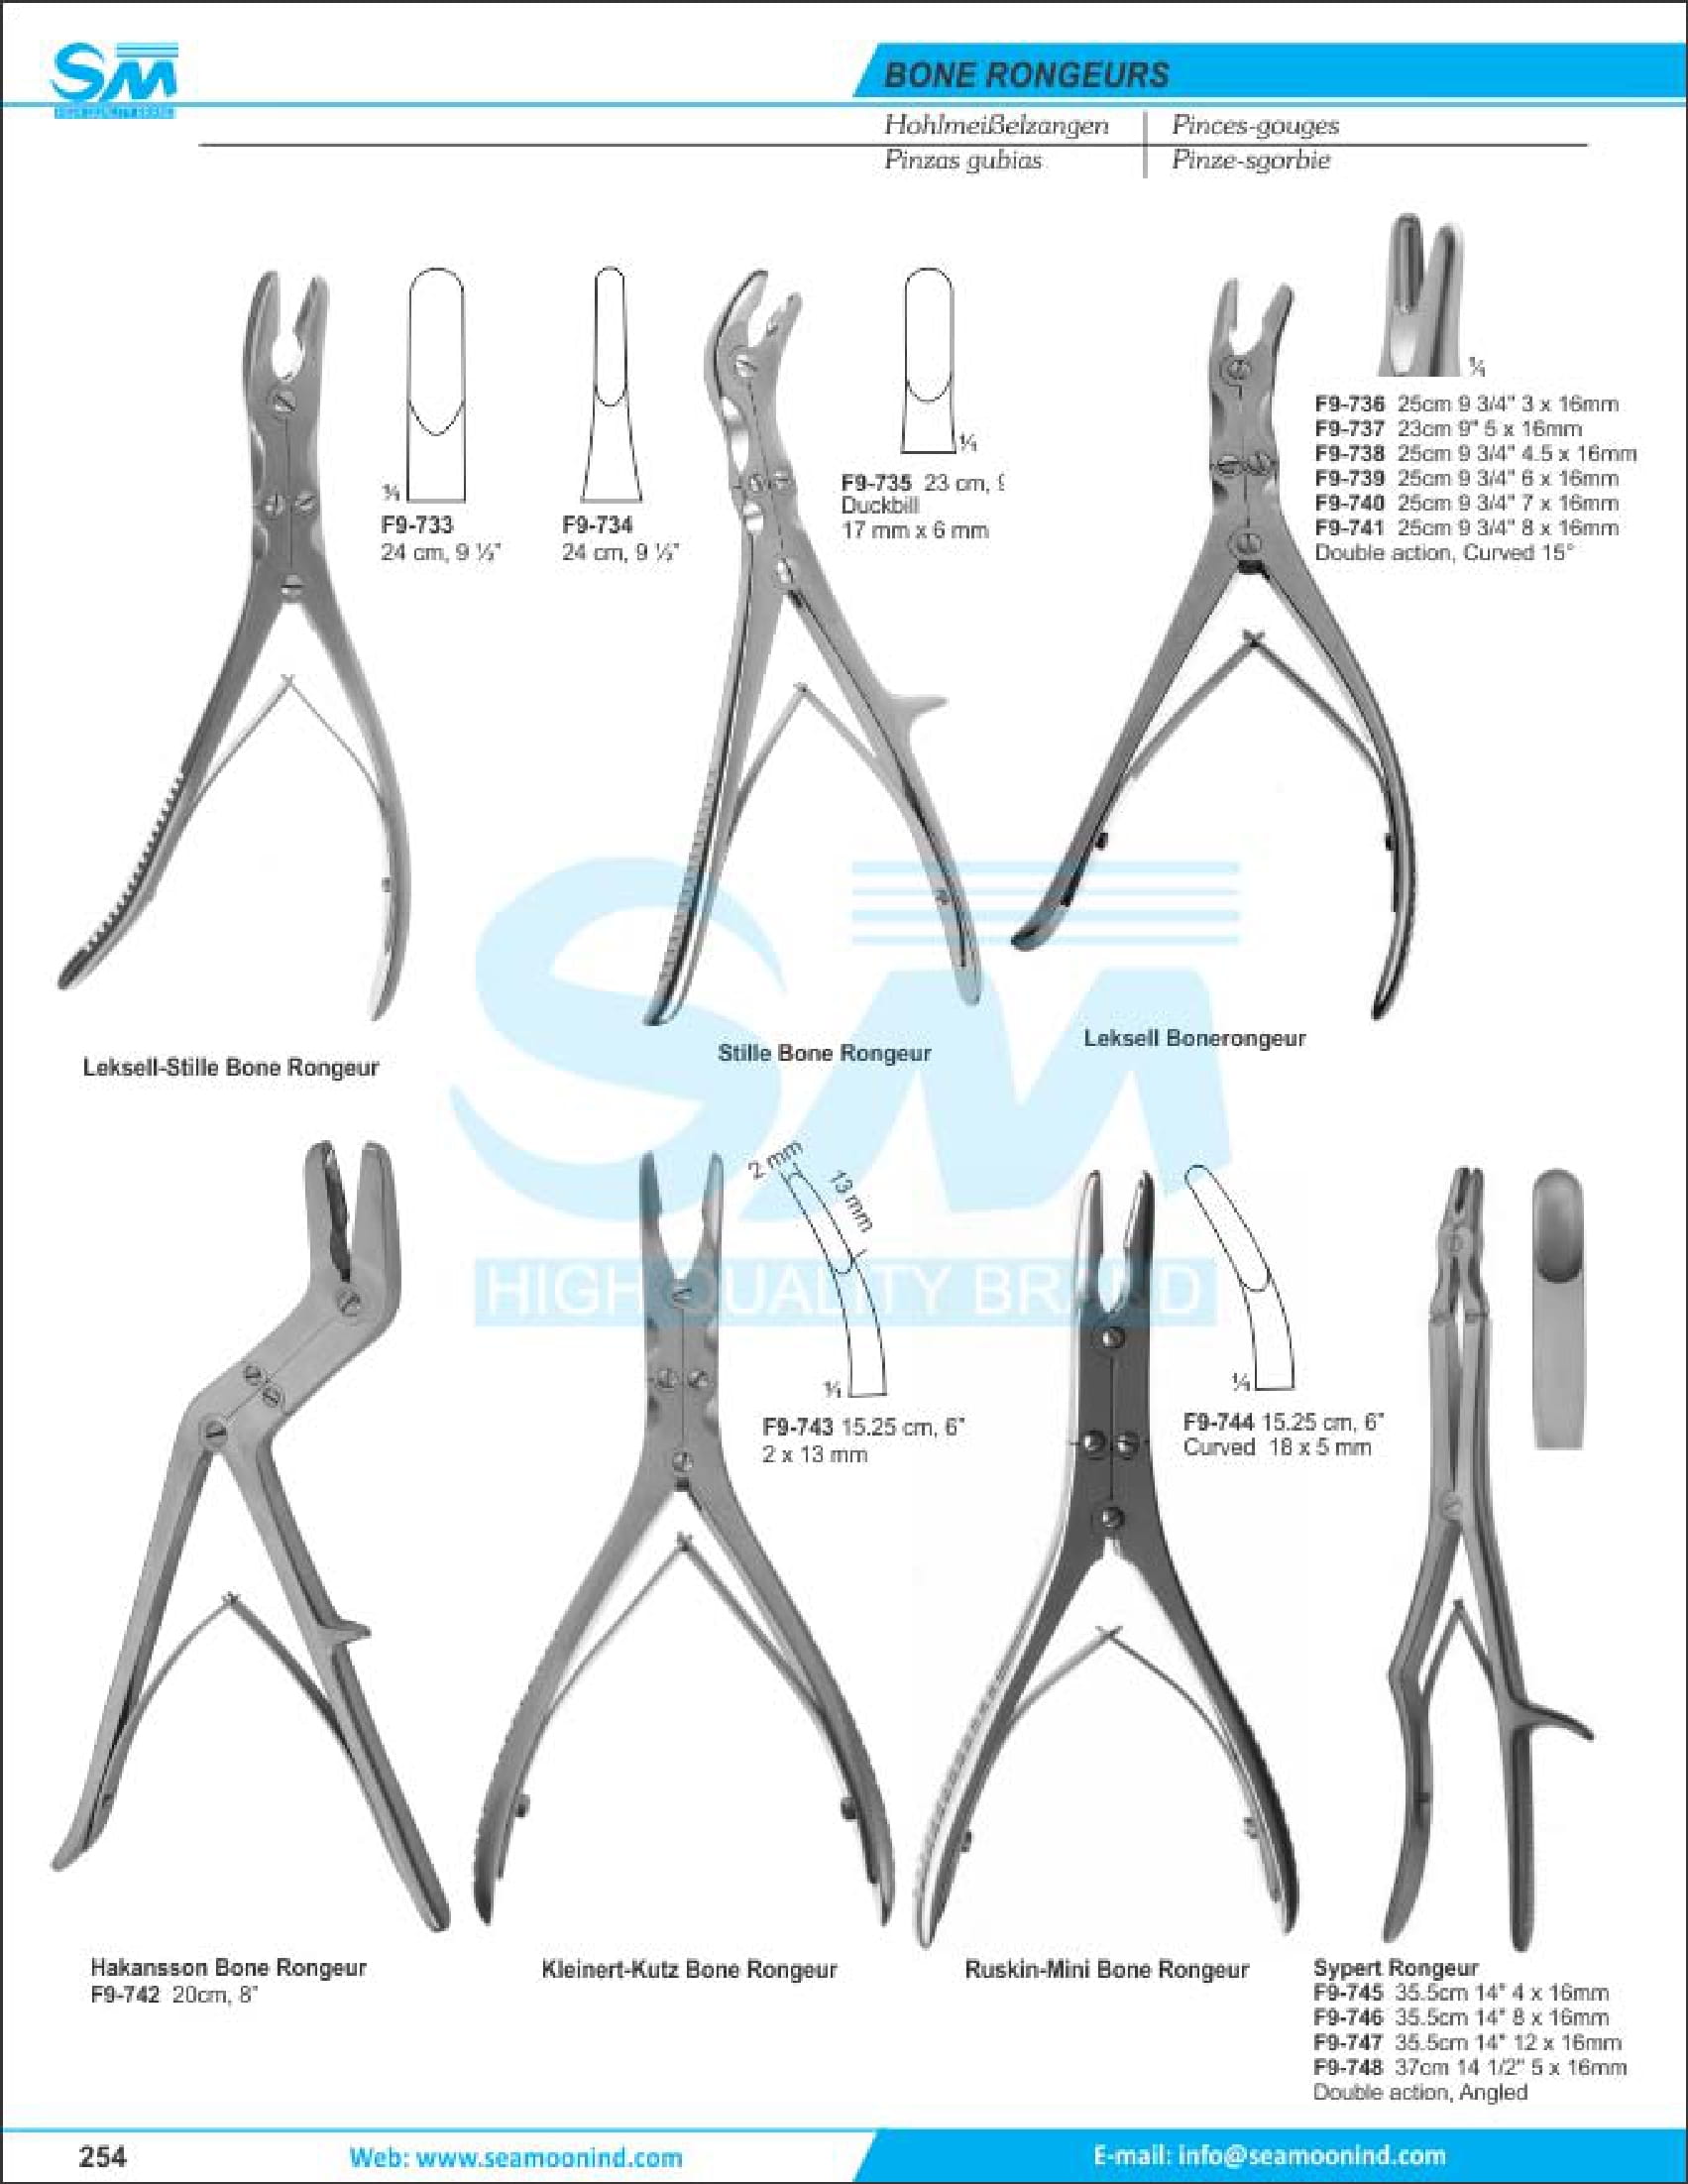 SM
BONE RONGEURS
Hohlmeißelzangen
Pinces-gouges
Pinzas gubias
Pinze-sgorbie
¼
F9-736 25cm 9 3/4" 3 x 16mm
F9-737 23cm 9" 5 x 16mm
F9-738 25cm 9 3/4" 4.5 x 16mm
F9-739 25cm 9 3/4" 6 x 16mm
F9-740 25cm 9 3/4" 7 x 16mm
F9-741 25cm 9 3/4" 8 x 16mm
Double action, Curved 15°
F9-735 23 cm, 9
Duckbill
17 mm x 6 mm
F9-733
24 cm, 9 ½"
F9-734
24 cm, 9 ½"
Leksell-Stille Bone Rongeur
Stille Bone Rongeur
Leksell Bonerongeur
SM
HIGH QUALITY BRAND
2 mm
13 mm
F9-743 15.25 cm, 6"
2 x 13 mm
F9-744 15.25 cm, 6"
Curved 18 x 5 mm
Hakansson Bone Rongeur
F9-742 20cm, 8"
Kleinert-Kutz Bone Rongeur
Ruskin-Mini Bone Rongeur
Sypert Rongeur
F9-745 35.5cm 14" 4 x 16mm
F9-746 35.5cm 14" 8 x 16mm
F9-747 35.5cm 14" 12 x 16mm
F9-748 37cm 14 1/2" 5 x 16mm
Double action, Angled
254
Web: www.seamoonind.com
E-mail: info@seamoonind.com